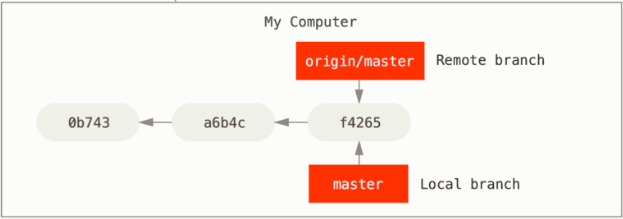 My Computer
origin/master
Remote branch
0b743
a6b4c
f4265
master
Local branch